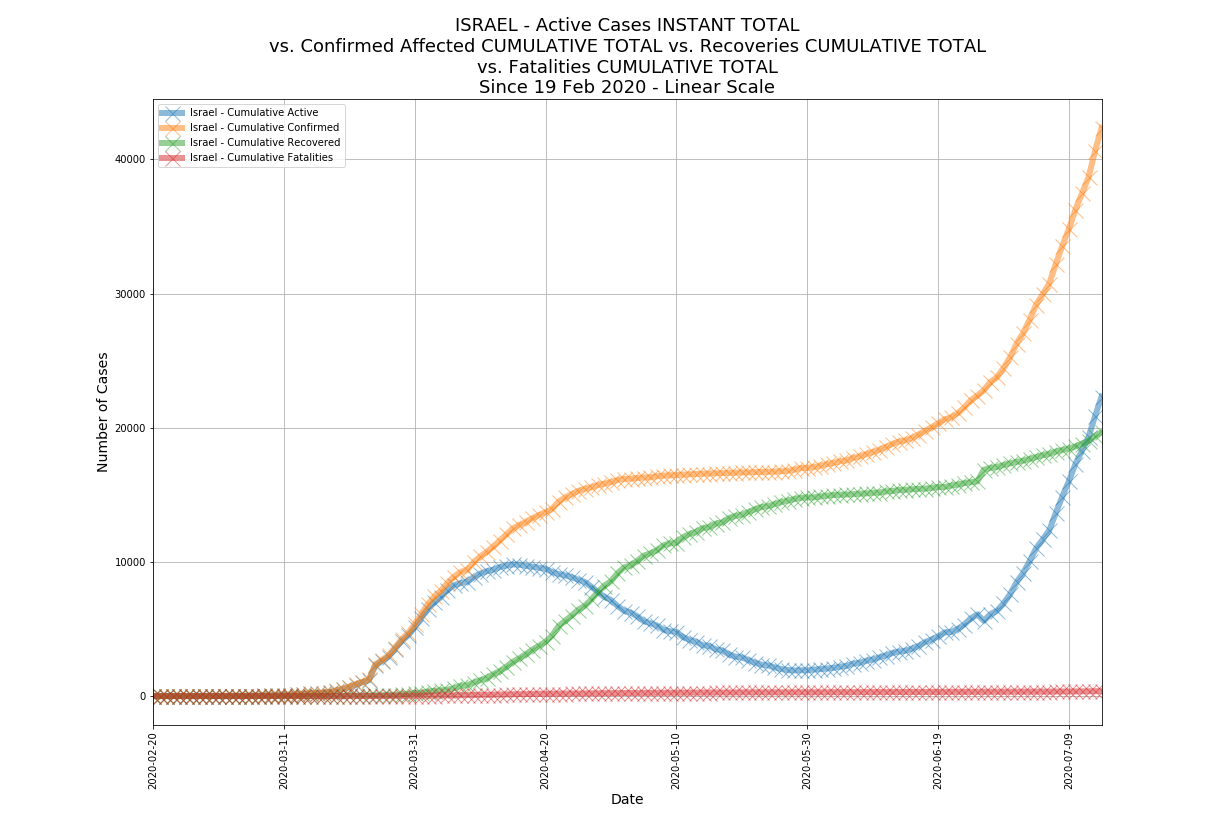 ISRAEL - Active Cases INSTANT TOTAL
vs. Confirmed Affected CUMULATIVE TOTAL vs. Recoveries CUMULATIVE TOTAL
vs. Fatalities CUMULATIVE TOTAL
Since 19 Feb 2020 - Linear Scale
Israel - Cumulative Active
Israel - Cumulative Confirmed
Israel - Cumulative Recovered
Israel - Cumulative Fatalities
Number of Cases
40000
30000
20000
10000
0
2020-02-20
2020-03-11
2020-03-31
2020-04-20
2020-05-10
2020-05-30
2020-06-19
2020-07-09
Date